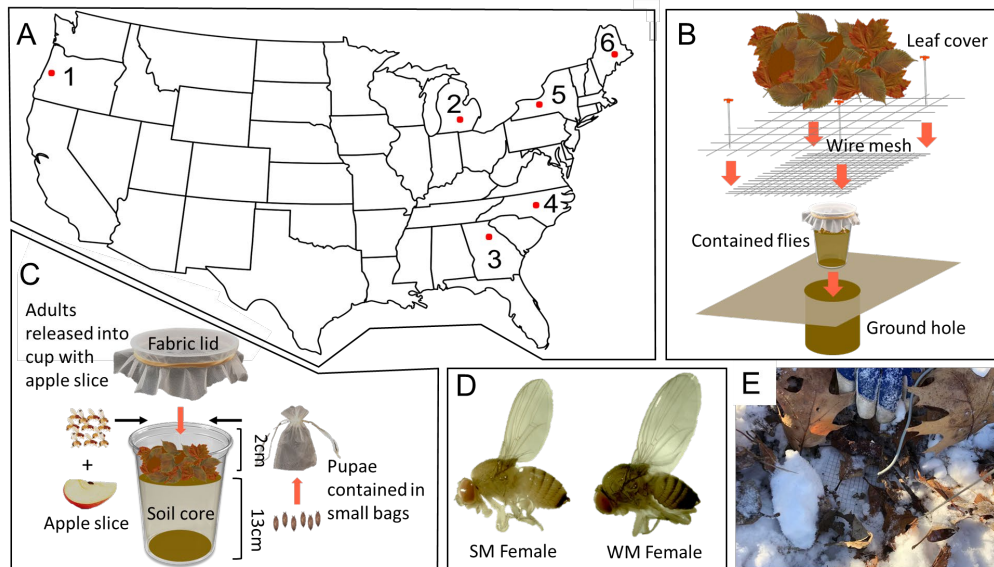 A
1
2
3
4
5
6
B
Leaf cover
Wire mesh
Contained flies
Ground hole
C
Adults
released into
cup with
apple slice
Fabric lid
+
Apple slice
Soil core
2cm
13cm
Pupae
contained in
small bags
D
SM Female
WM Female
E